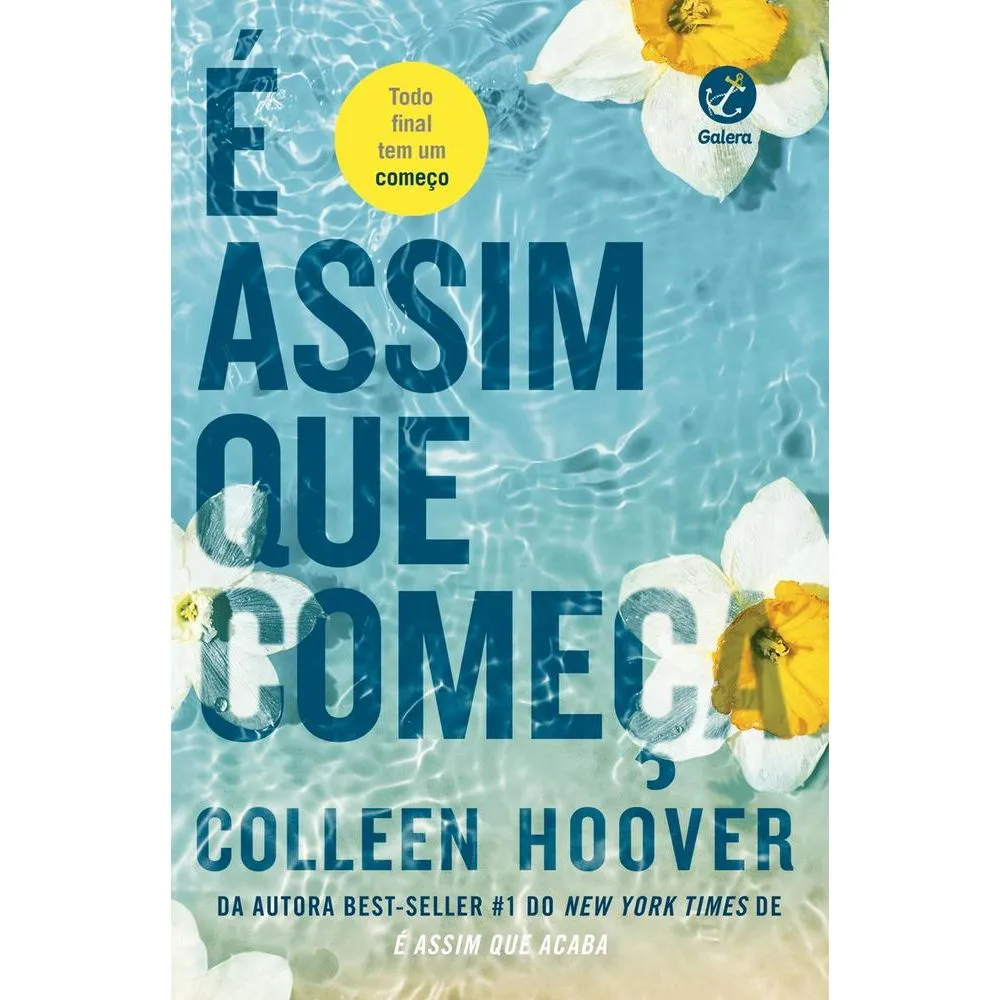 É
Todo
final
tem um
começo
Galera
ASSIM
QUE
COMEÇA
COLLEEN HOOVER
DA AUTORA BEST-SELLER #1 DO NEW YORK TIMES DE
É ASSIM QUE ACABA